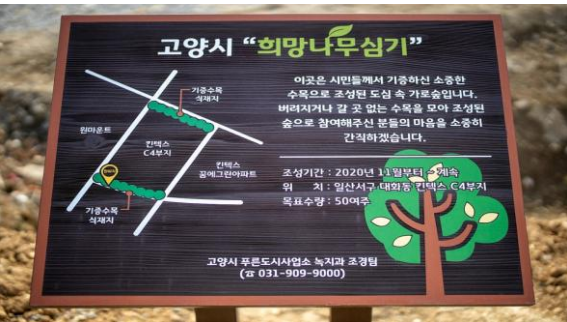 고양시 “희망나무심기”
기증수목
식재지
원마운트
킨텍스
C4부지
킨텍스
꿈에그린아파트
기증수목
식재지
이곳은 시민들께서 기증하신 소중한
수목으로 조성된 도심 속 가로숲입니다.
버려지거나 갈 곳 없는 수목을 모아 조성된
숲으로 참여해주신 분들의 마음을 소중히
간직하겠습니다.
조성기간 : 2020년 11월부터 ~ 계속
위 치 : 일산서구 대화동 킨텍스 C4부지
목표수량 : 50여주
고양시 푸른도시사업소 녹지과 조경팀
(☎ 031-909-9000)